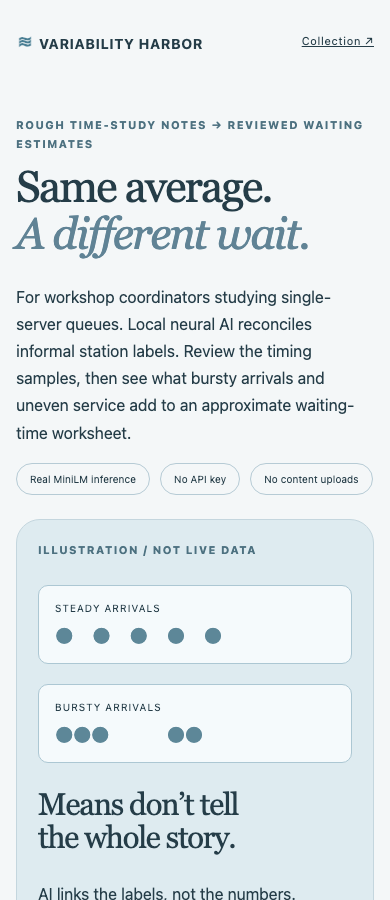 VARIABILITY HARBOR
Collection ↗
ROUGH TIME-STUDY NOTES → REVIEWED WAITING
ESTIMATES
Same average.
A different wait.
For workshop coordinators studying single-
server queues. Local neural AI reconciles
informal station labels. Review the timing
samples, then see what bursty arrivals and
uneven service add to an approximate waiting-
time worksheet.
Real MiniLM inference
No API key
No content uploads
ILLUSTRATION / NOT LIVE DATA
STEADY ARRIVALS
BURSTY ARRIVALS
Means don’t tell
the whole story.
AI links the labels, not the numbers.